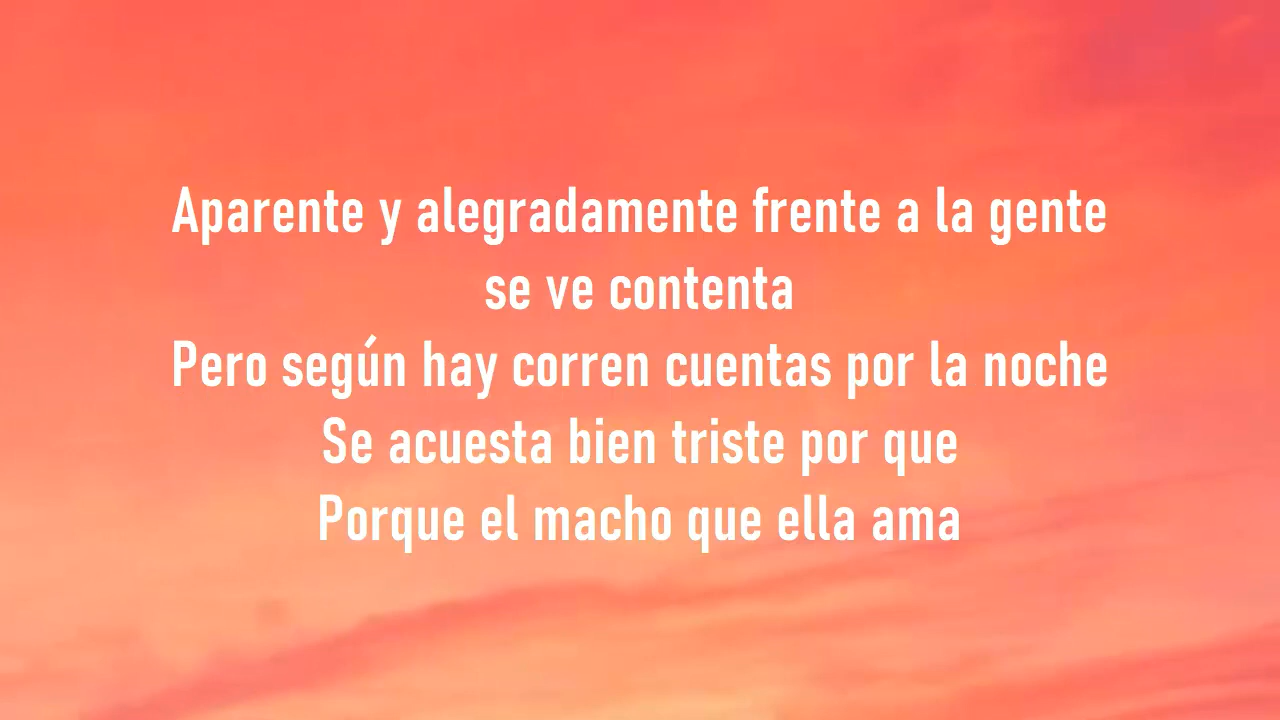 Aparente y alegradamente frente a la gente
se ve contenta
Pero según hay corren cuentas por la noche
Se acuesta bien triste por que
Porque el macho que ella ama